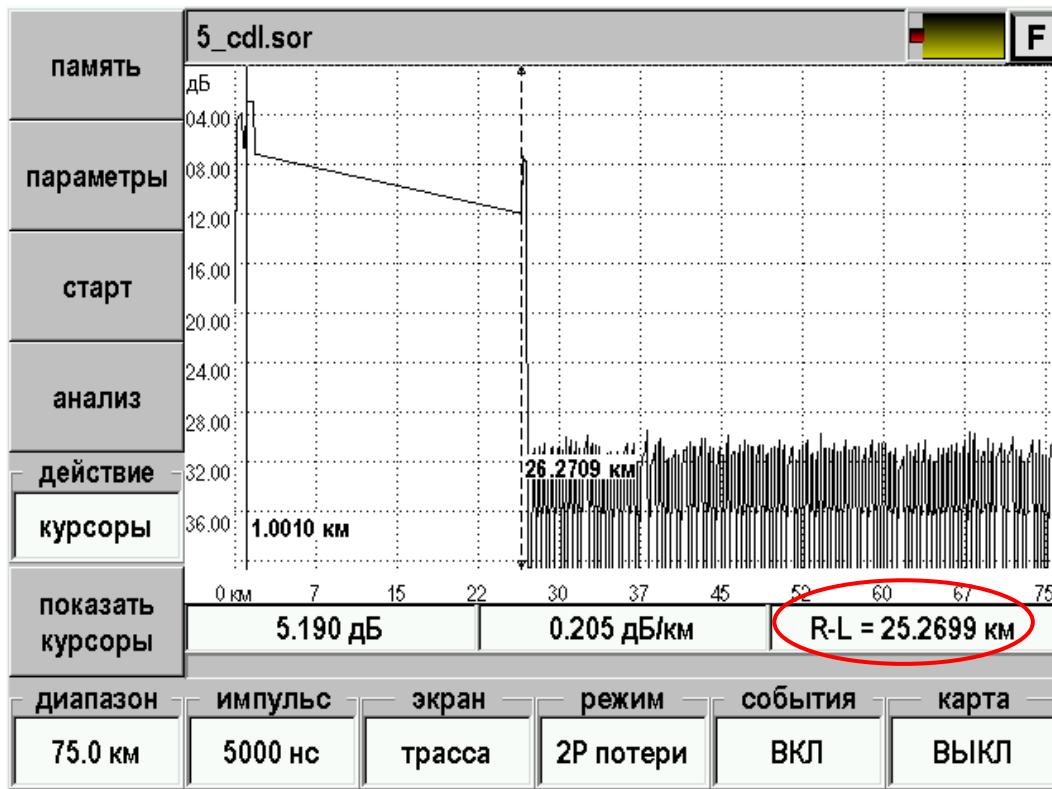 5_cdl.sor
F
память
параметры
старт
анализ
действие
курсоры
показать
курсоры
дБ
04.00
08.00
12.00
16.00
20.00
24.00
28.00
32.00
36.00
26.2709 км
1.0010 км
0 км 7 15 22 30 37 45 52 60 67 75
5.190 дБ 0.205 дБ/км R-L = 25.2699 км
диапазон импульс экран режим события карта
75.0 км 5000 нс трасса 2P потери ВКЛ ВЫКЛ